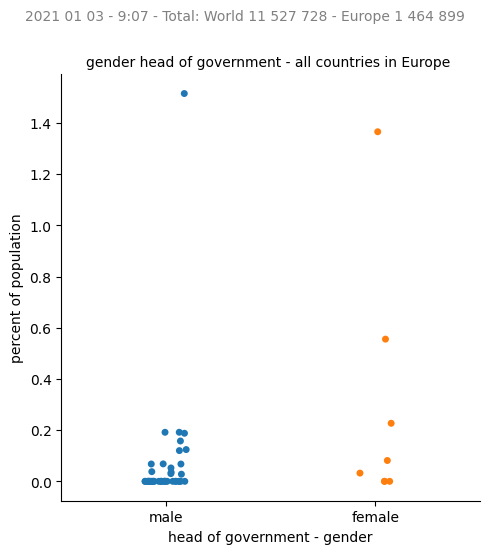 2021 01 03 - 9:07 - Total: World 11 527 728 - Europe 1 464 899
gender head of government - all countries in Europe
percent of population
1.4
1.2
1.0
0.8
0.6
0.4
0.2
0.0
male
female
head of government - gender